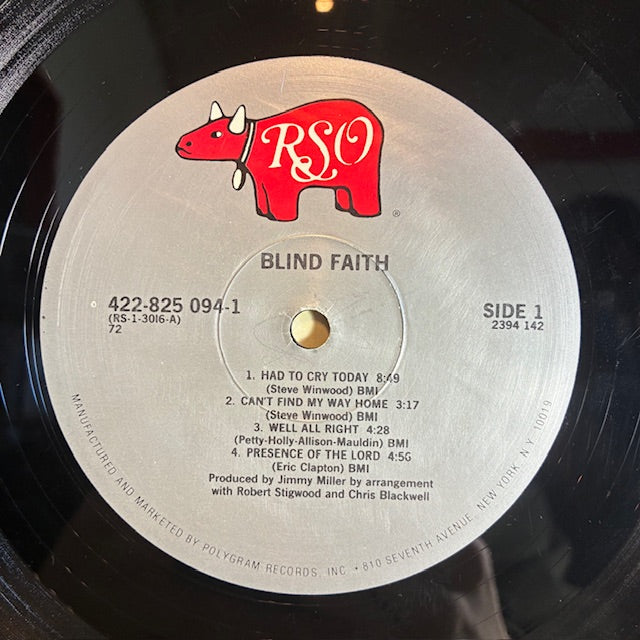 RSO
®
BLIND FAITH
422-825 094-1
(RS-1-3016-A)
72
SIDE 1
2394 142
1. HAD TO CRY TODAY 8:49
(Steve Winwood) BMI
2. CAN'T FIND MY WAY HOME 3:17
(Steve Winwood) BMI
3. WELL ALL RIGHT 4:28
(Petty-Holly-Allison-Mauldin) BMI
4. PRESENCE OF THE LORD 4:50
(Eric Clapton) BMI
Produced by Jimmy Miller by arrangement
with Robert Stigwood and Chris Blackwell
MANUFACTURED AND MARKETED BY POLYGRAM RECORDS, INC. • 810 SEVENTH AVENUE, NEW YORK, N.Y. 10019